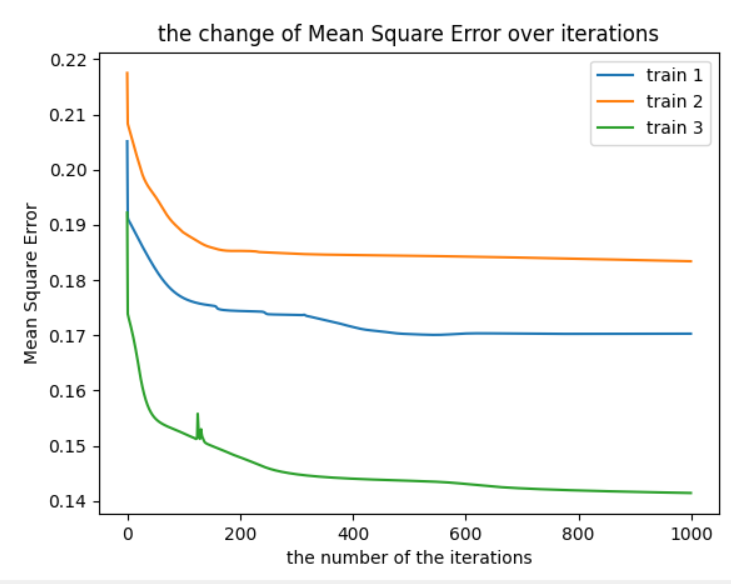 the change of Mean Square Error over iterations
train 1
train 2
train 3
Mean Square Error
0.22
0.21
0.20
0.19
0.18
0.17
0.16
0.15
0.14
0 200 400 600 800 1000
the number of the iterations